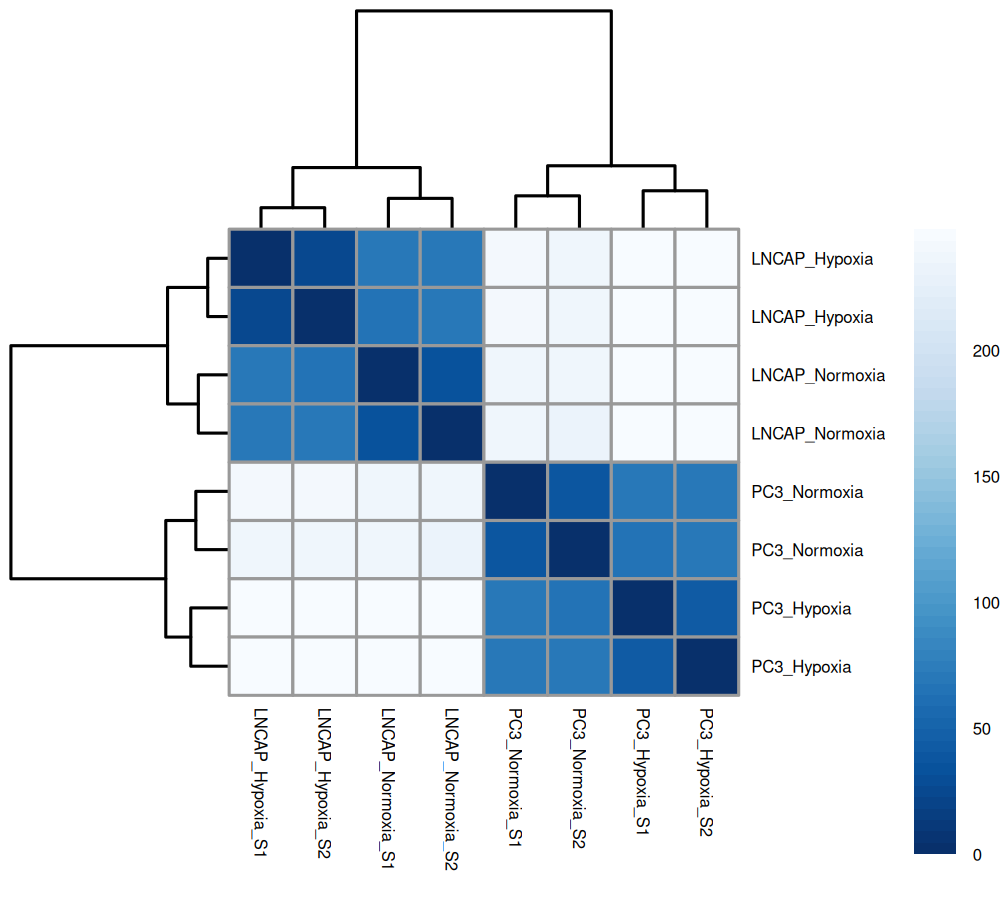 LNCAP_Hypoxia
LNCAP_Hypoxia
LNCAP_Normoxia
LNCAP_Normoxia
PC3_Normoxia
PC3_Normoxia
PC3_Hypoxia
PC3_Hypoxia
200
150
100
50
0
LNCAP_Hypoxia_S1
LNCAP_Hypoxia_S2
LNCAP_Normoxia_S1
LNCAP_Normoxia_S2
PC3_Normoxia_S1
PC3_Normoxia_S2
PC3_Hypoxia_S1
PC3_Hypoxia_S2